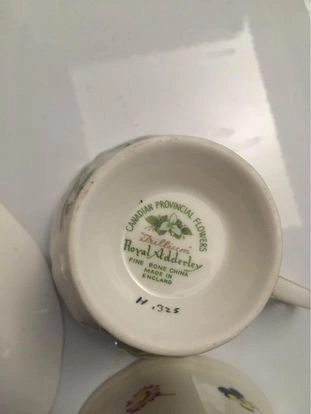 CANADIAN PROVINCIAL FLOWERS
"Trillium"
Royal Adderley
FINE BONE CHINA
MADE IN
ENGLAND
H .325